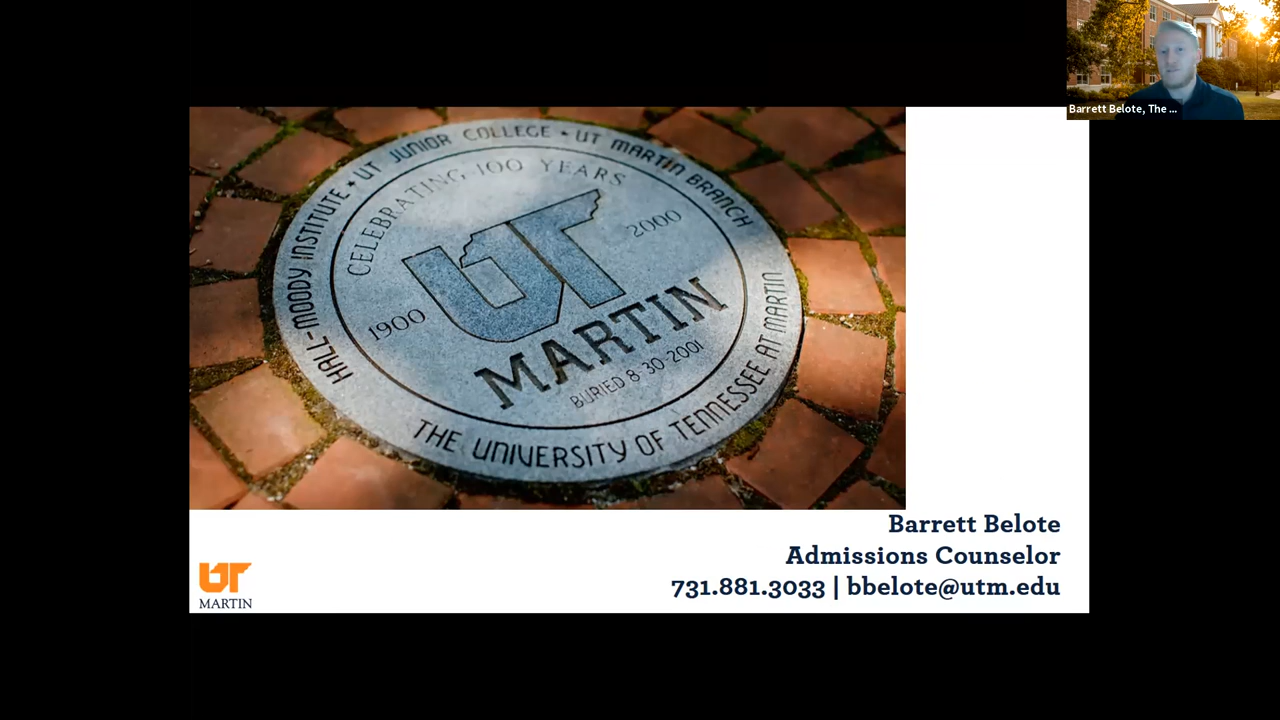 Barrett Belote, The ...
HALL-MOODY INSTITUTE • UT JUNIOR COLLEGE • UT MARTIN BRANCH
CELEBRATING 100 YEARS
1900
2000
UT
MARTIN
BURIED 8-30-2001
THE UNIVERSITY OF TENNESSEE AT MARTIN
Barrett Belote
Admissions Counselor
731.881.3033 | bbelote@utm.edu
UT
MARTIN